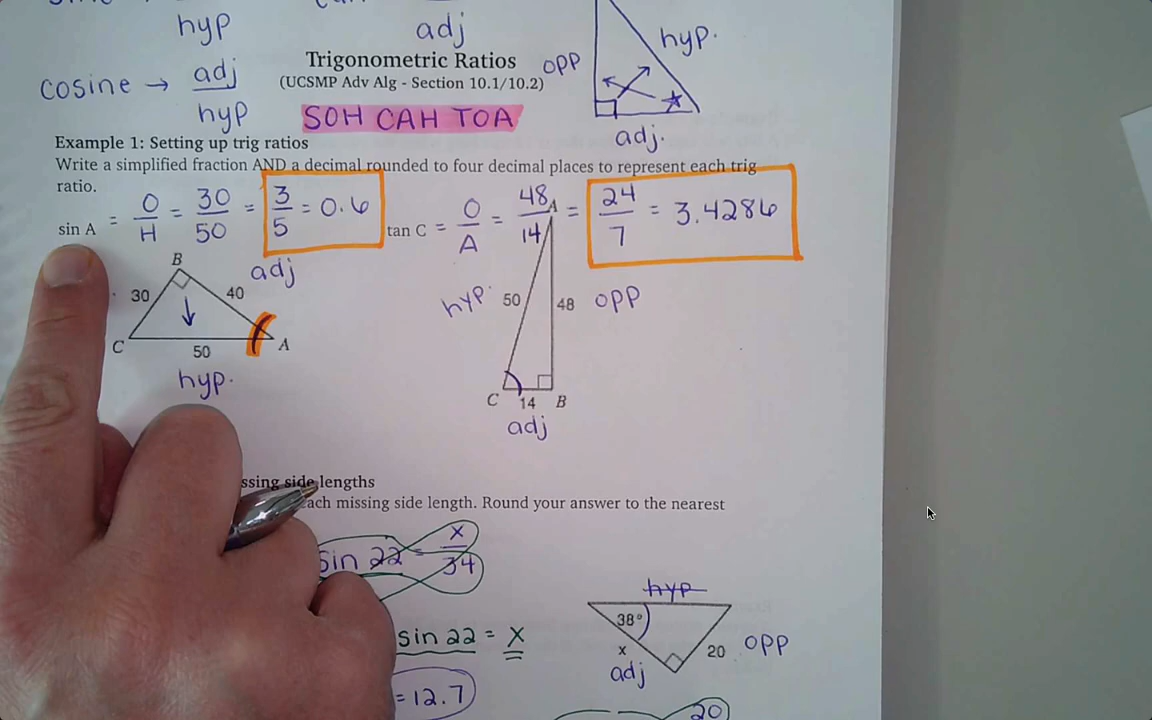 hyp
adj
cosine → adj
hyp
Trigonometric Ratios
(UCSMP Adv Alg - Section 10.1/10.2)
SOH CAH TOA
opp
hyp.
adj.
Example 1: Setting up trig ratios
Write a simplified fraction AND a decimal rounded to four decimal places to represent each trig
ratio.
sin A = O/H = 30/50 = 3/5 = 0.6
tan C = O/A = 48/14 = 24/7 = 3.4286
B
adj
30
40
C
50
A
hyp.
A
hyp.
50
48
opp
C
14
B
adj
ssing side lengths
ach missing side length. Round your answer to the nearest
sin 22 = x/34
sin 22 = x
= 12.7
hyp
38°
x
20
opp
adj
20